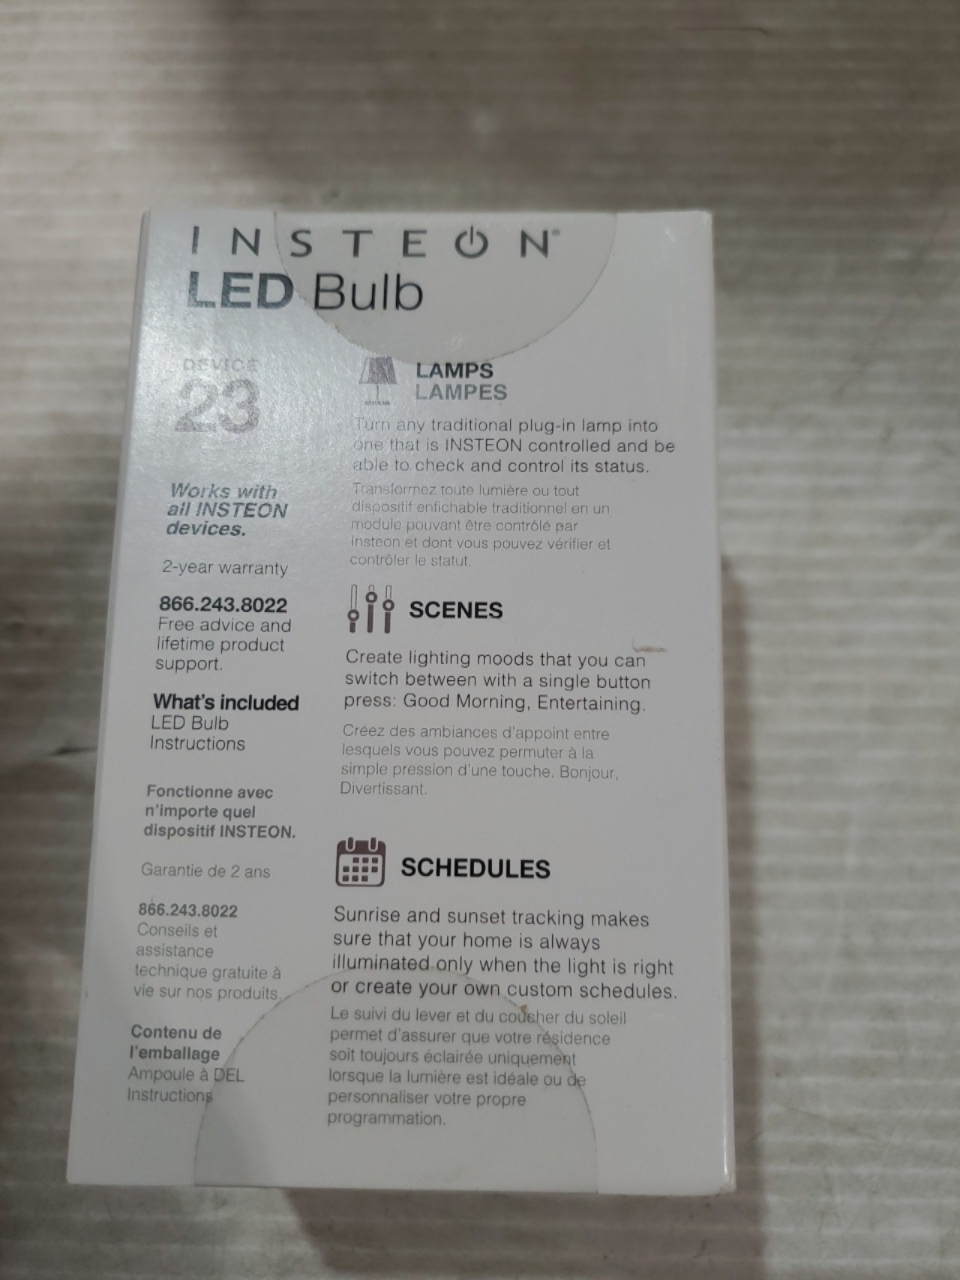 INSTEON®
LED Bulb
DEVICE
23
Works with
all INSTEON
devices.
2-year warranty
866.243.8022
Free advice and
lifetime product
support.
What's included
LED Bulb
Instructions
Fonctionne avec
n'importe quel
dispositif INSTEON.
Garantie de 2 ans
866.243.8022
Conseils et
assistance
technique gratuite à
vie sur nos produits.
Contenu de
l'emballage
Ampoule à DEL
Instructions
LAMPS
LAMPES
Turn any traditional plug-in lamp into
one that is INSTEON controlled and be
able to check and control its status.
Transformez toute lumière ou tout
dispositif enfichable traditionnel en un
module pouvant être contrôlé par
Insteon et dont vous pouvez vérifier et
contrôler le statut.
SCENES
Create lighting moods that you can
switch between with a single button
press: Good Morning, Entertaining.
Créez des ambiances d'appoint entre
lesquels vous pouvez permuter à la
simple pression d'une touche. Bonjour,
Divertissant.
SCHEDULES
Sunrise and sunset tracking makes
sure that your home is always
illuminated only when the light is right
or create your own custom schedules.
Le suivi du lever et du coucher du soleil
permet d'assurer que votre résidence
soit toujours éclairée uniquement
lorsque la lumière est idéale ou de
personnaliser votre propre
programmation.